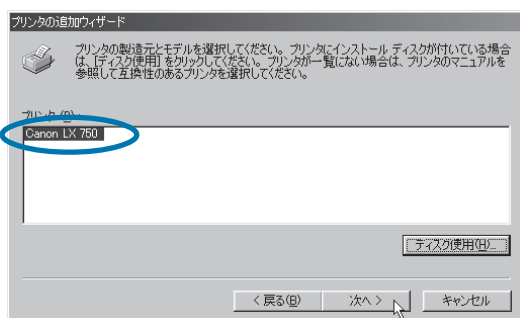 プリンタの追加ウィザード
プリンタの製造元とモデルを選択してください。プリンタにインストール ディスクが付いている場合
は、[ディスク使用] をクリックしてください。プリンタが一覧にない場合は、プリンタのマニュアルを
参照して互換性のあるプリンタを選択してください。
プリンタ(P):
Canon LX 750
ディスク使用(H)...
< 戻る(B)
次へ >
キャンセル